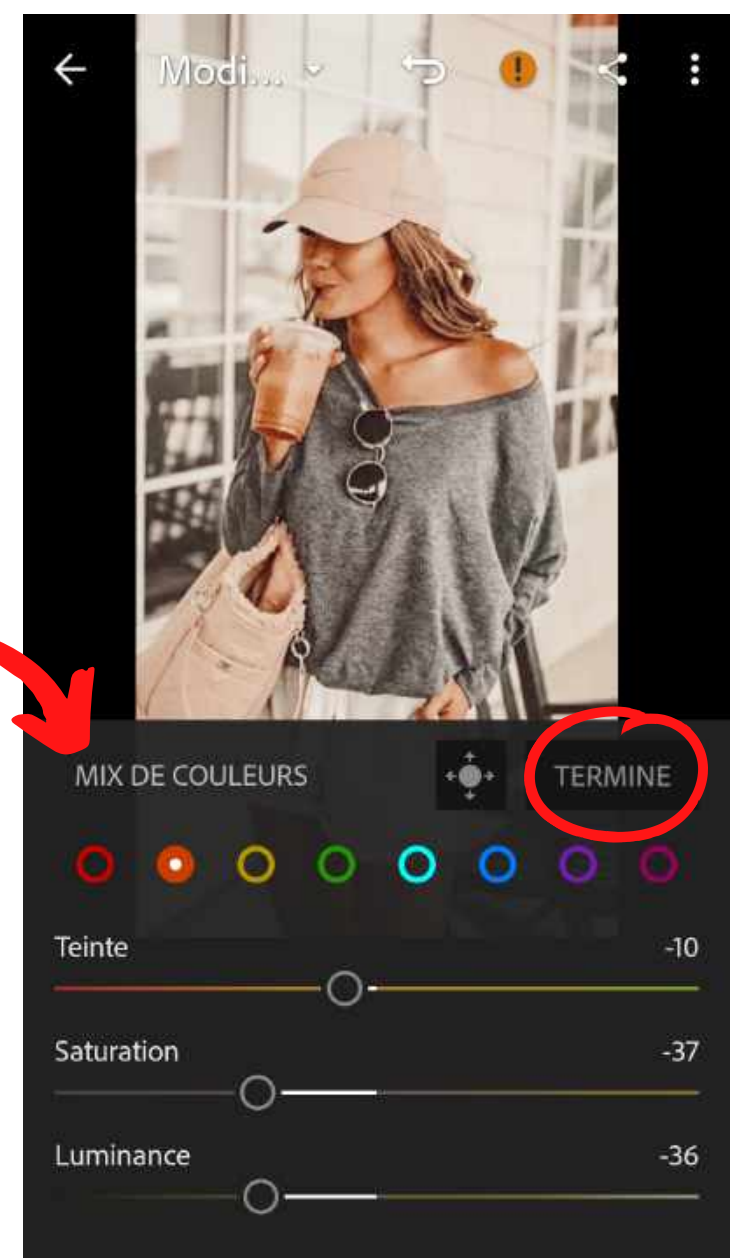 Modi...
MIX DE COULEURS
TERMINE
Teinte
-10
Saturation
-37
Luminance
-36